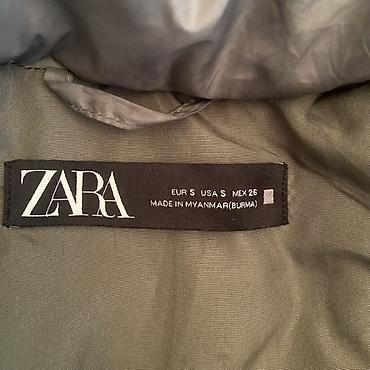 ZARA
EUR S USA S MEX 26
MADE IN MYANMAR(BURMA)